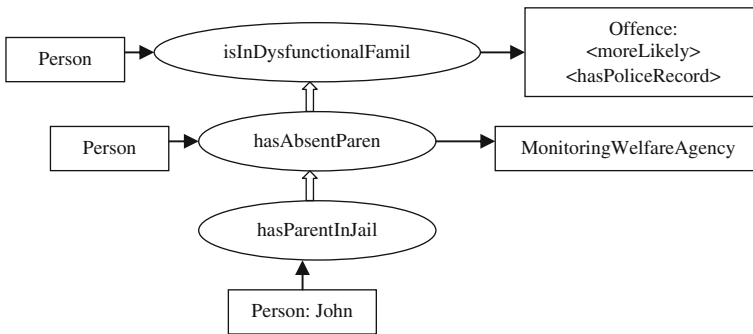 Offence:
Person isInDysfunctionalFamil <moreLikely>
<hasPoliceRecord>
Person hasAbsentParen MonitoringWelfareAgency
hasParentInJail
Person: John